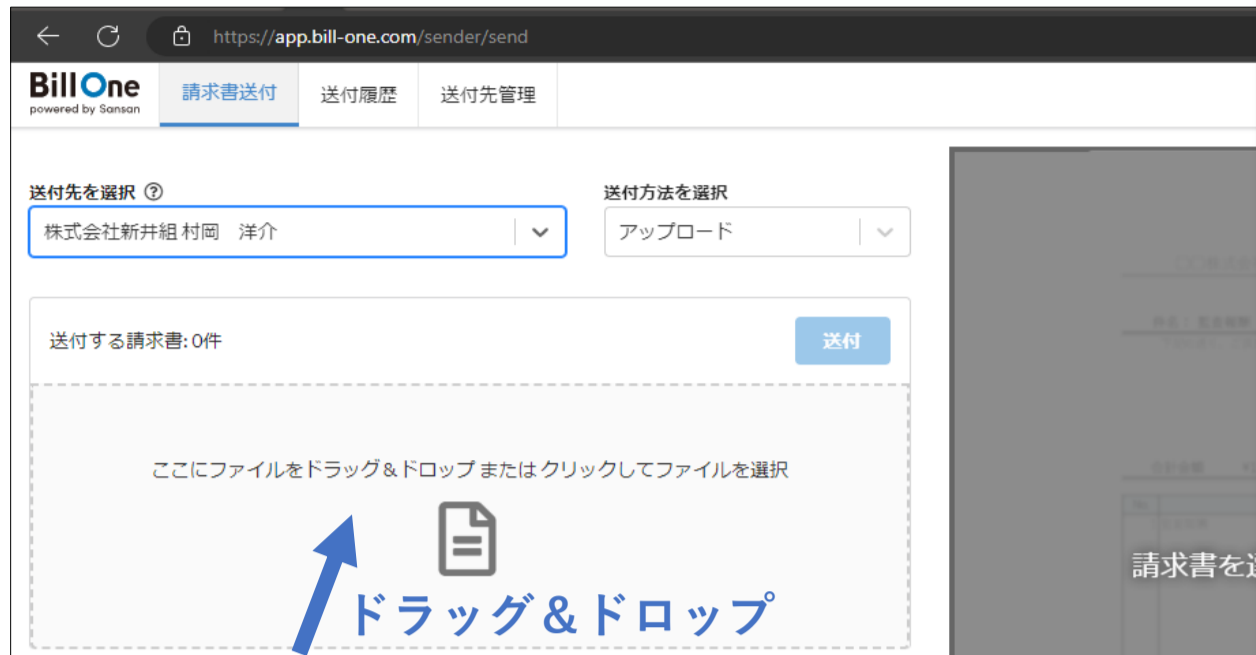 https://app.bill-one.com/sender/send
Bill One
powered by Sansan
請求書送付
送付履歴
送付先管理
送付先を選択 ?
送付方法を選択
株式会社新井組 村岡　洋介
アップロード
送付する請求書: 0件
送付
ここにファイルをドラッグ&ドロップ または クリックしてファイルを選択
ドラッグ&ドロップ
請求書を